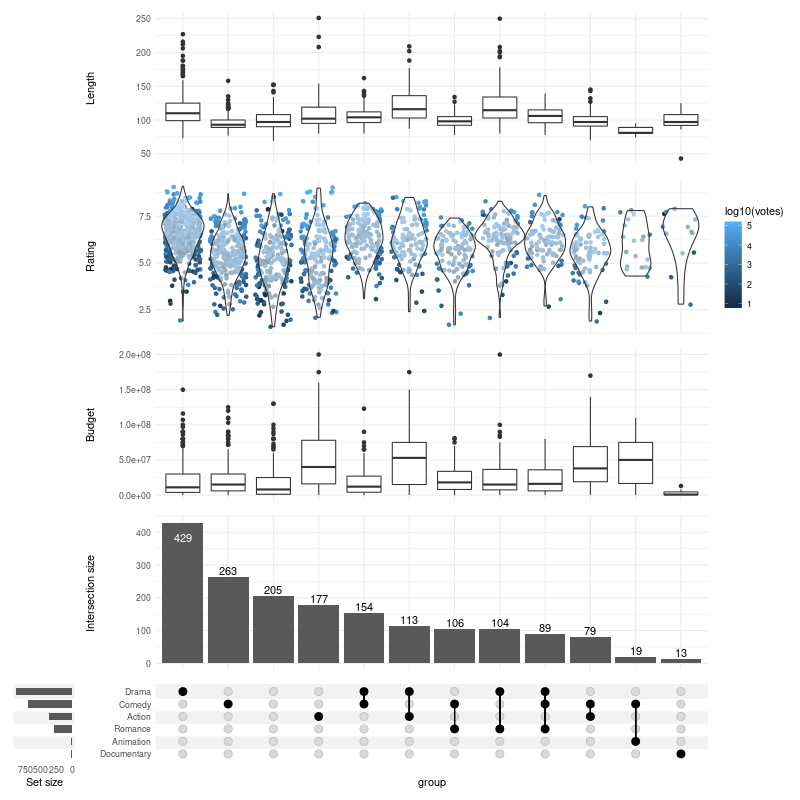 250
200
150
100
50
Length
7.5
5.0
2.5
Rating
log10(votes)
5
4
3
2
1
2.0e+08
1.5e+08
1.0e+08
5.0e+07
0.0e+00
Budget
400
300
200
100
0
Intersection size
429
263
205
177
154
113
106
104
89
79
19
13
Drama
Comedy
Action
Romance
Animation
Documentary
750 500 250 0
Set size
group